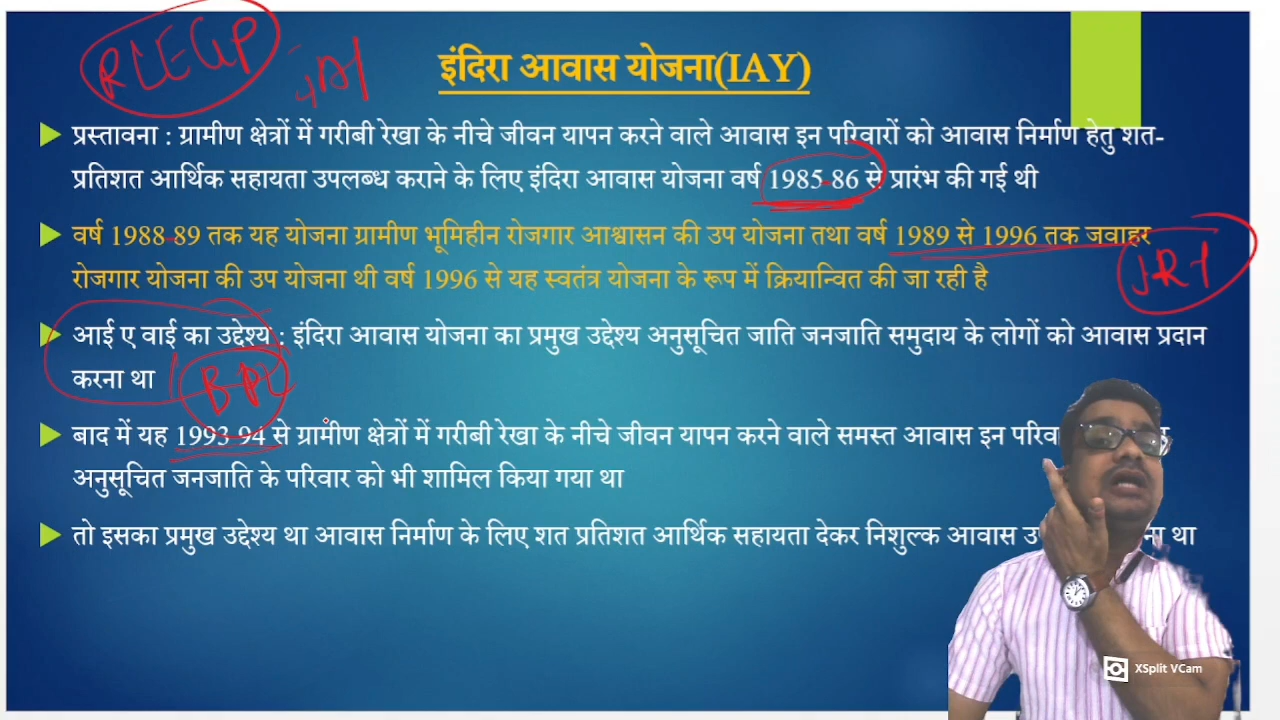 RLEGP
इंदिरा आवास योजना(IAY)
प्रस्तावना : ग्रामीण क्षेत्रों में गरीबी रेखा के नीचे जीवन यापन करने वाले आवास इन परिवारों को आवास निर्माण हेतु शत-
प्रतिशत आर्थिक सहायता उपलब्ध कराने के लिए इंदिरा आवास योजना वर्ष 1985-86 से प्रारंभ की गई थी
वर्ष 1988-89 तक यह योजना ग्रामीण भूमिहीन रोजगार आश्वासन की उप योजना तथा वर्ष 1989 से 1996 तक जवाहर
रोजगार योजना की उप योजना थी वर्ष 1996 से यह स्वतंत्र योजना के रूप में क्रियान्वित की जा रही है
आई ए वाई का उद्देश्य : इंदिरा आवास योजना का प्रमुख उद्देश्य अनुसूचित जाति जनजाति समुदाय के लोगों को आवास प्रदान
करना था
BPL
बाद में यह 1993-94 से ग्रामीण क्षेत्रों में गरीबी रेखा के नीचे जीवन यापन करने वाले समस्त आवास इन
अनुसूचित जनजाति के परिवार को भी शामिल किया गया था
तो इसका प्रमुख उद्देश्य था आवास निर्माण के लिए शत प्रतिशत आर्थिक सहायता देकर निशुल्क आवास था
XSplit VCam